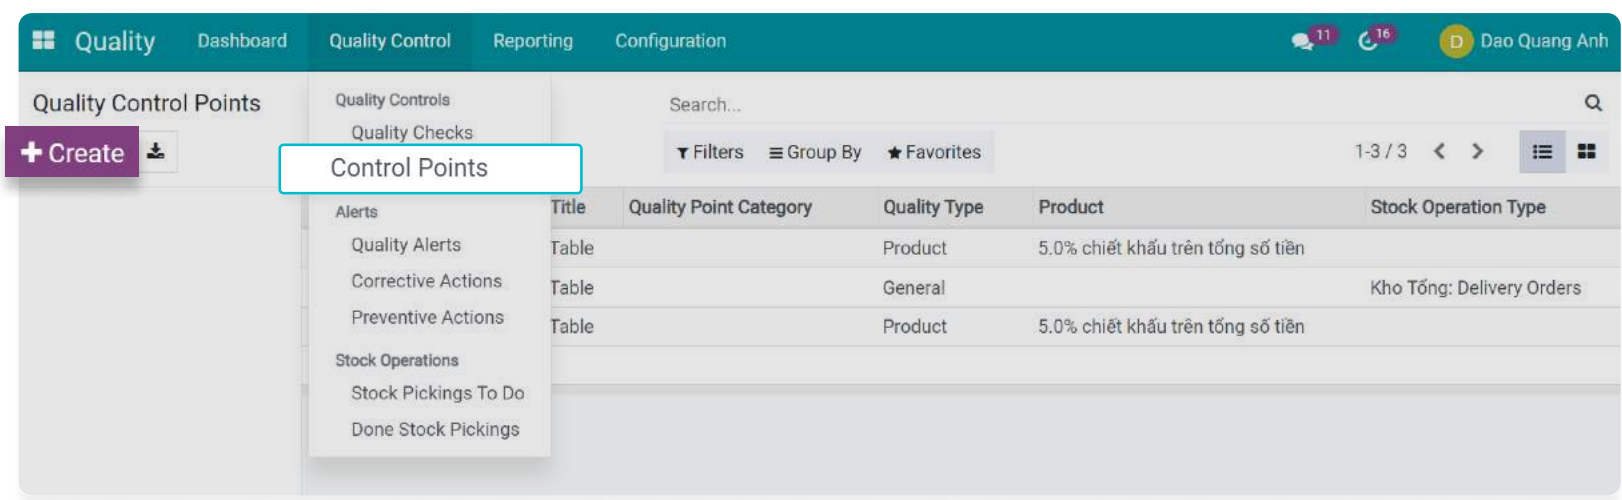 Quality Dashboard Quality Control Reporting Configuration 11 16 D Dao Quang Anh
Quality Control Points
Search...
Create
Filters Group By Favorites
1-3 / 3
Quality Controls
Quality Checks
Control Points
Alerts
Quality Alerts
Corrective Actions
Preventive Actions
Stock Operations
Stock Pickings To Do
Done Stock Pickings
Title Quality Point Category Quality Type Product Stock Operation Type
Table Product 5.0% chiết khấu trên tổng số tiền
Table General Kho Tổng: Delivery Orders
Table Product 5.0% chiết khấu trên tổng số tiền